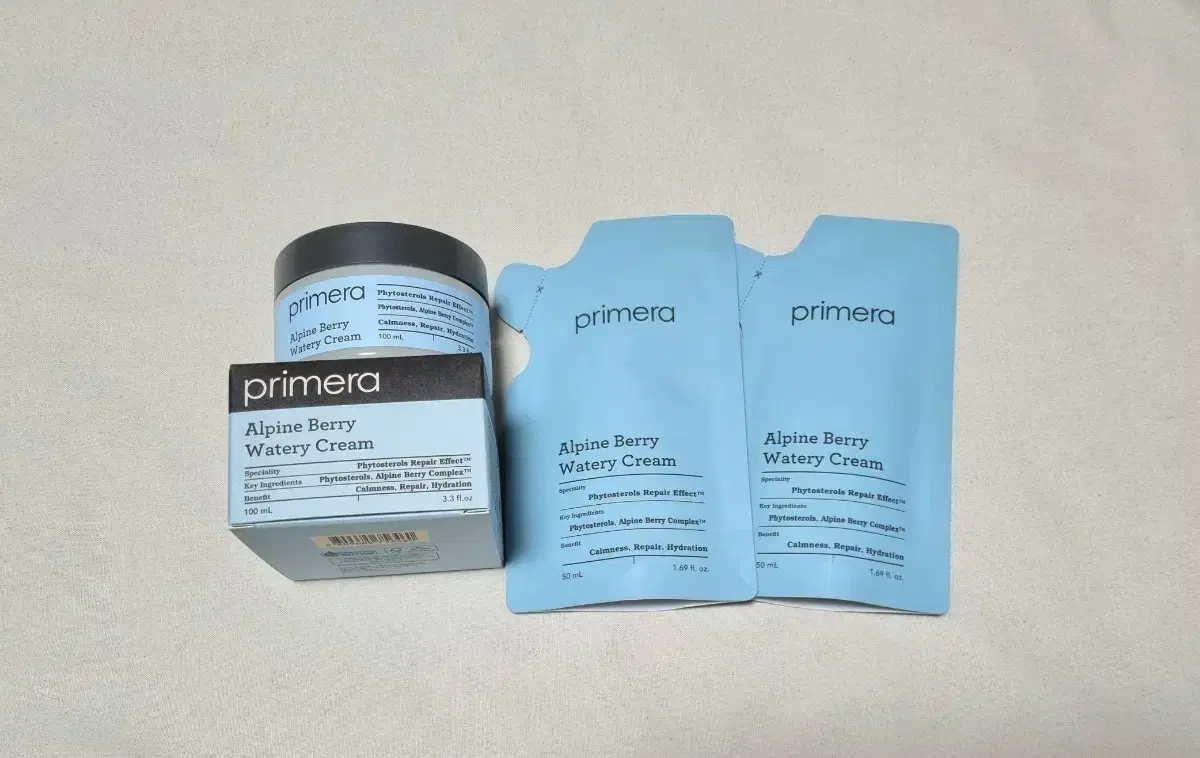 primera
Alpine Berry
Watery Cream
Phytosterols Repair Effect™
Phytosterols, Alpine Berry Complex™
Calmness, Repair, Hydration
100 mL
primera
Alpine Berry
Watery Cream
Speciality Phytosterols Repair Effect™
Key Ingredients Phytosterols, Alpine Berry Complex™
Benefit Calmness, Repair, Hydration
100 mL 3.3 fl.oz
primera
Alpine Berry
Watery Cream
Speciality
Phytosterols Repair Effect™
Key Ingredients
Phytosterols, Alpine Berry Complex™
Benefit
Calmness, Repair, Hydration
50 mL 1.69 fl. oz.
primera
Alpine Berry
Watery Cream
Speciality
Phytosterols Repair Effect™
Key Ingredients
Phytosterols, Alpine Berry Complex™
Benefit
Calmness, Repair, Hydration
50 mL 1.69 fl. oz.